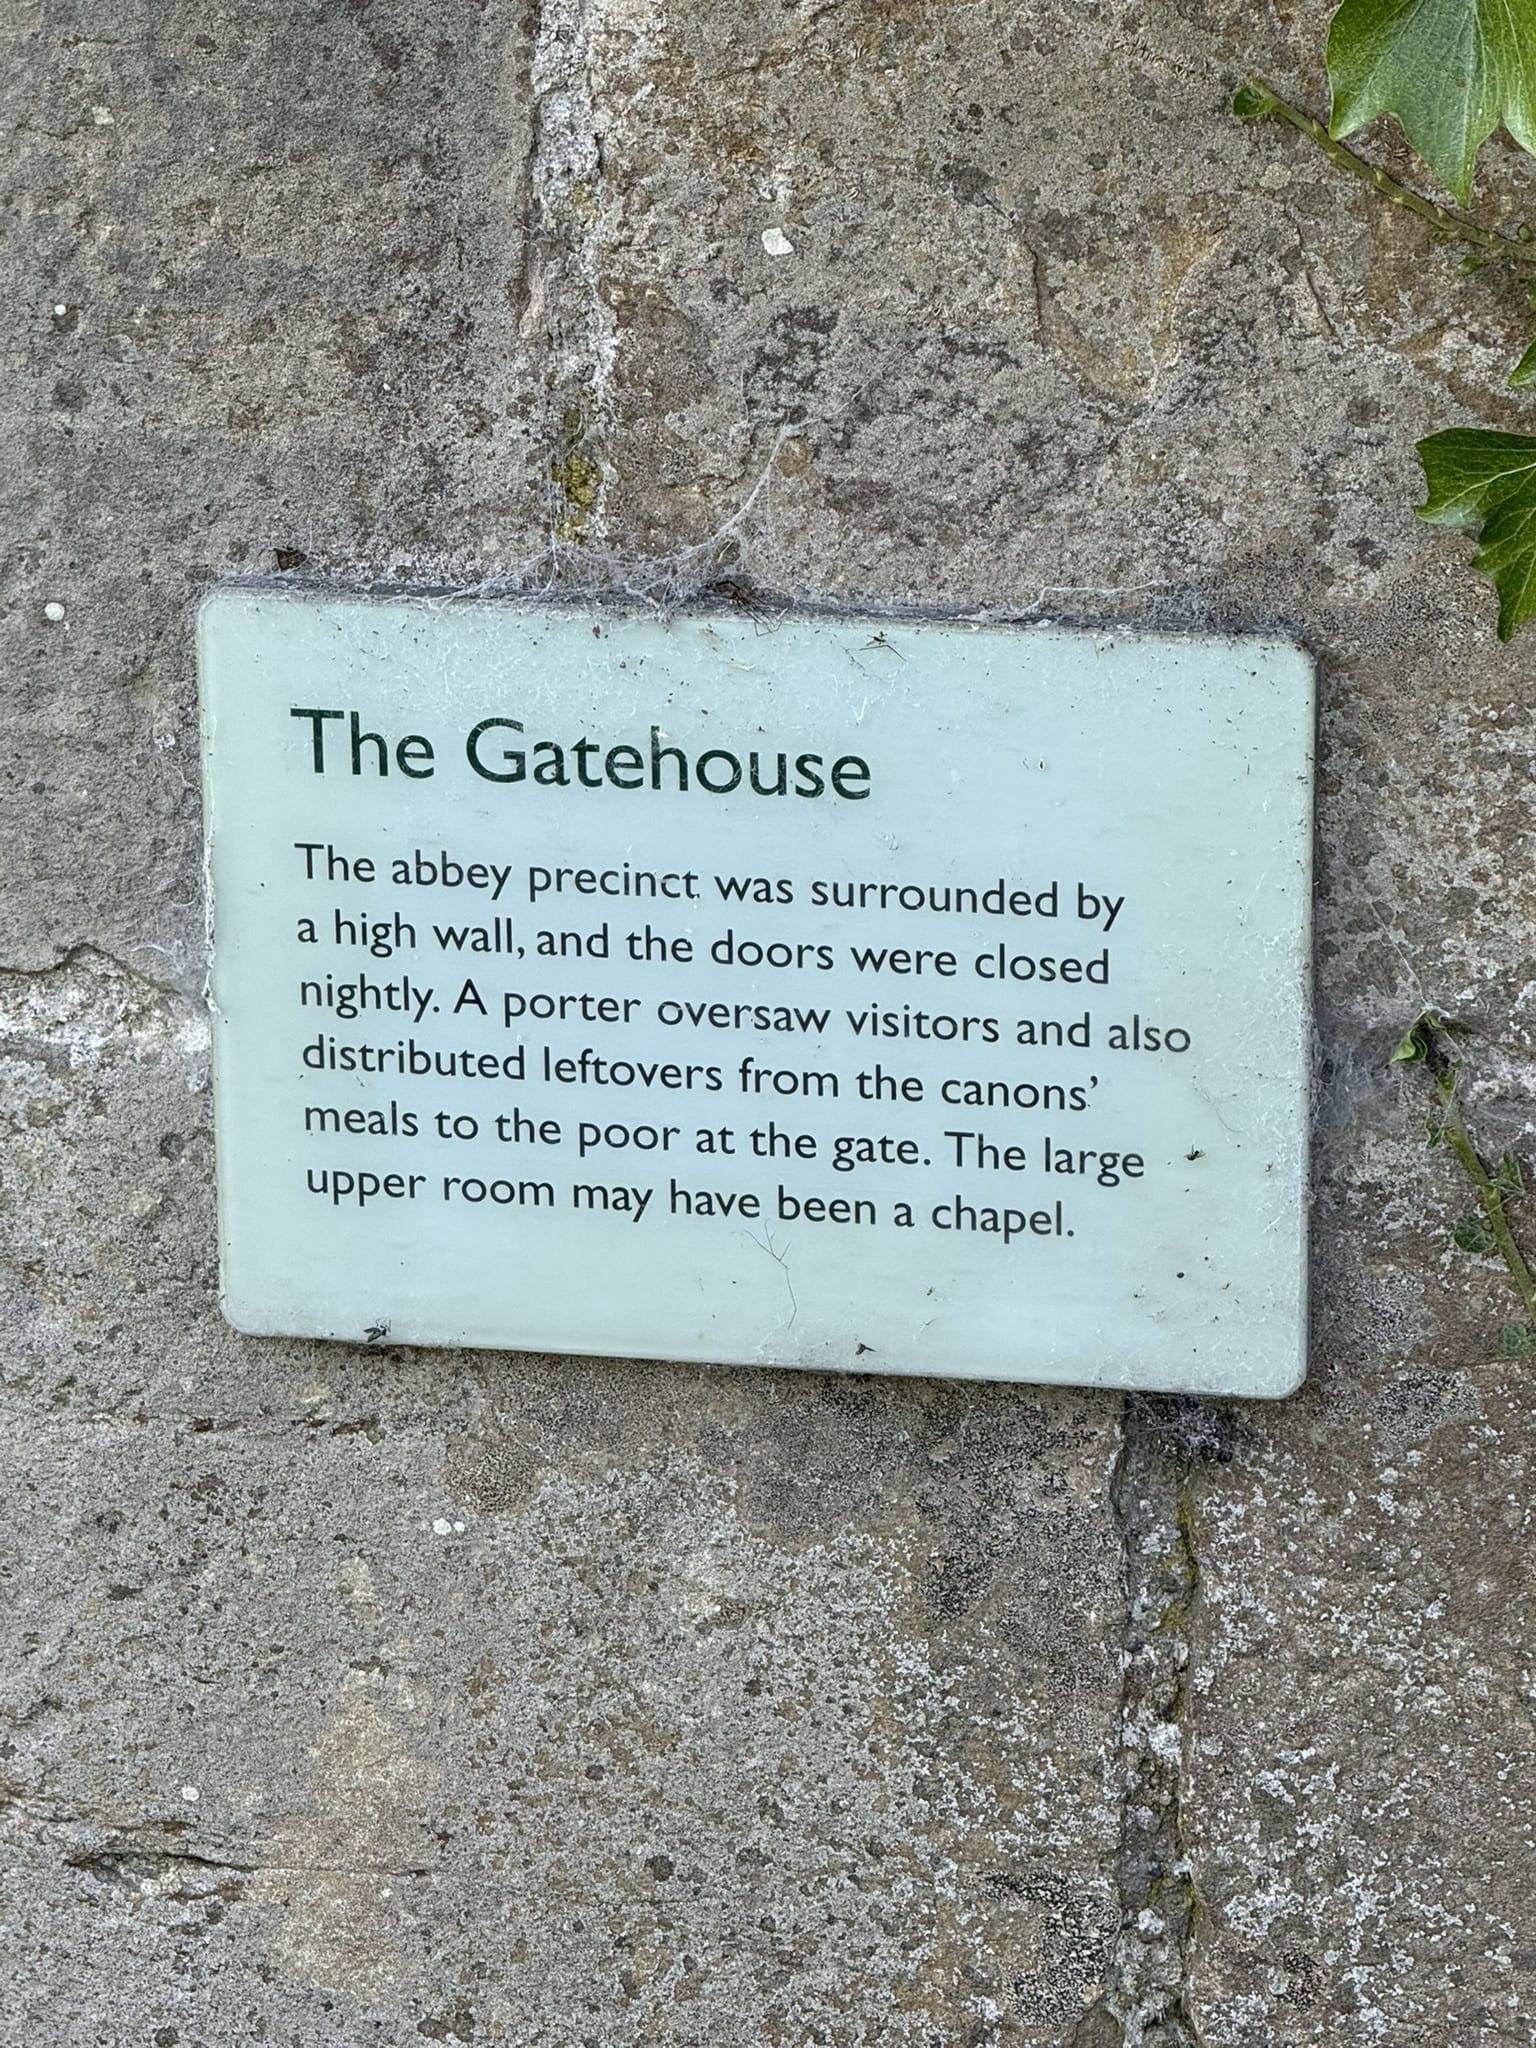 The Gatehouse
The abbey precinct was surrounded by
a high wall, and the doors were closed
nightly. A porter oversaw visitors and also
distributed leftovers from the canons’
meals to the poor at the gate. The large
upper room may have been a chapel.